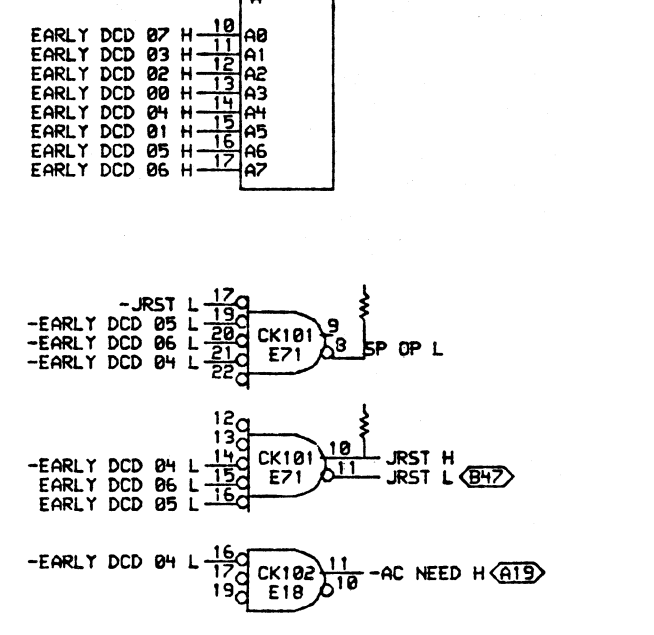 EARLY DCD 07 H 10 A0
EARLY DCD 03 H 11 A1
EARLY DCD 02 H 12 A2
EARLY DCD 00 H 13 A3
EARLY DCD 04 H 14 A4
EARLY DCD 01 H 15 A5
EARLY DCD 05 H 16 A6
EARLY DCD 06 H 17 A7
-JRST L 17
-EARLY DCD 05 L 19
-EARLY DCD 06 L 20
-EARLY DCD 04 L 21
22
CK101
E71
9
8 SP OP L
12
13
-EARLY DCD 04 L 14
EARLY DCD 06 L 15
EARLY DCD 05 L 16
CK101
E71
10 JRST H
11 JRST L B47
-EARLY DCD 04 L 16
17
19
CK102
E18
11 -AC NEED H A19
10